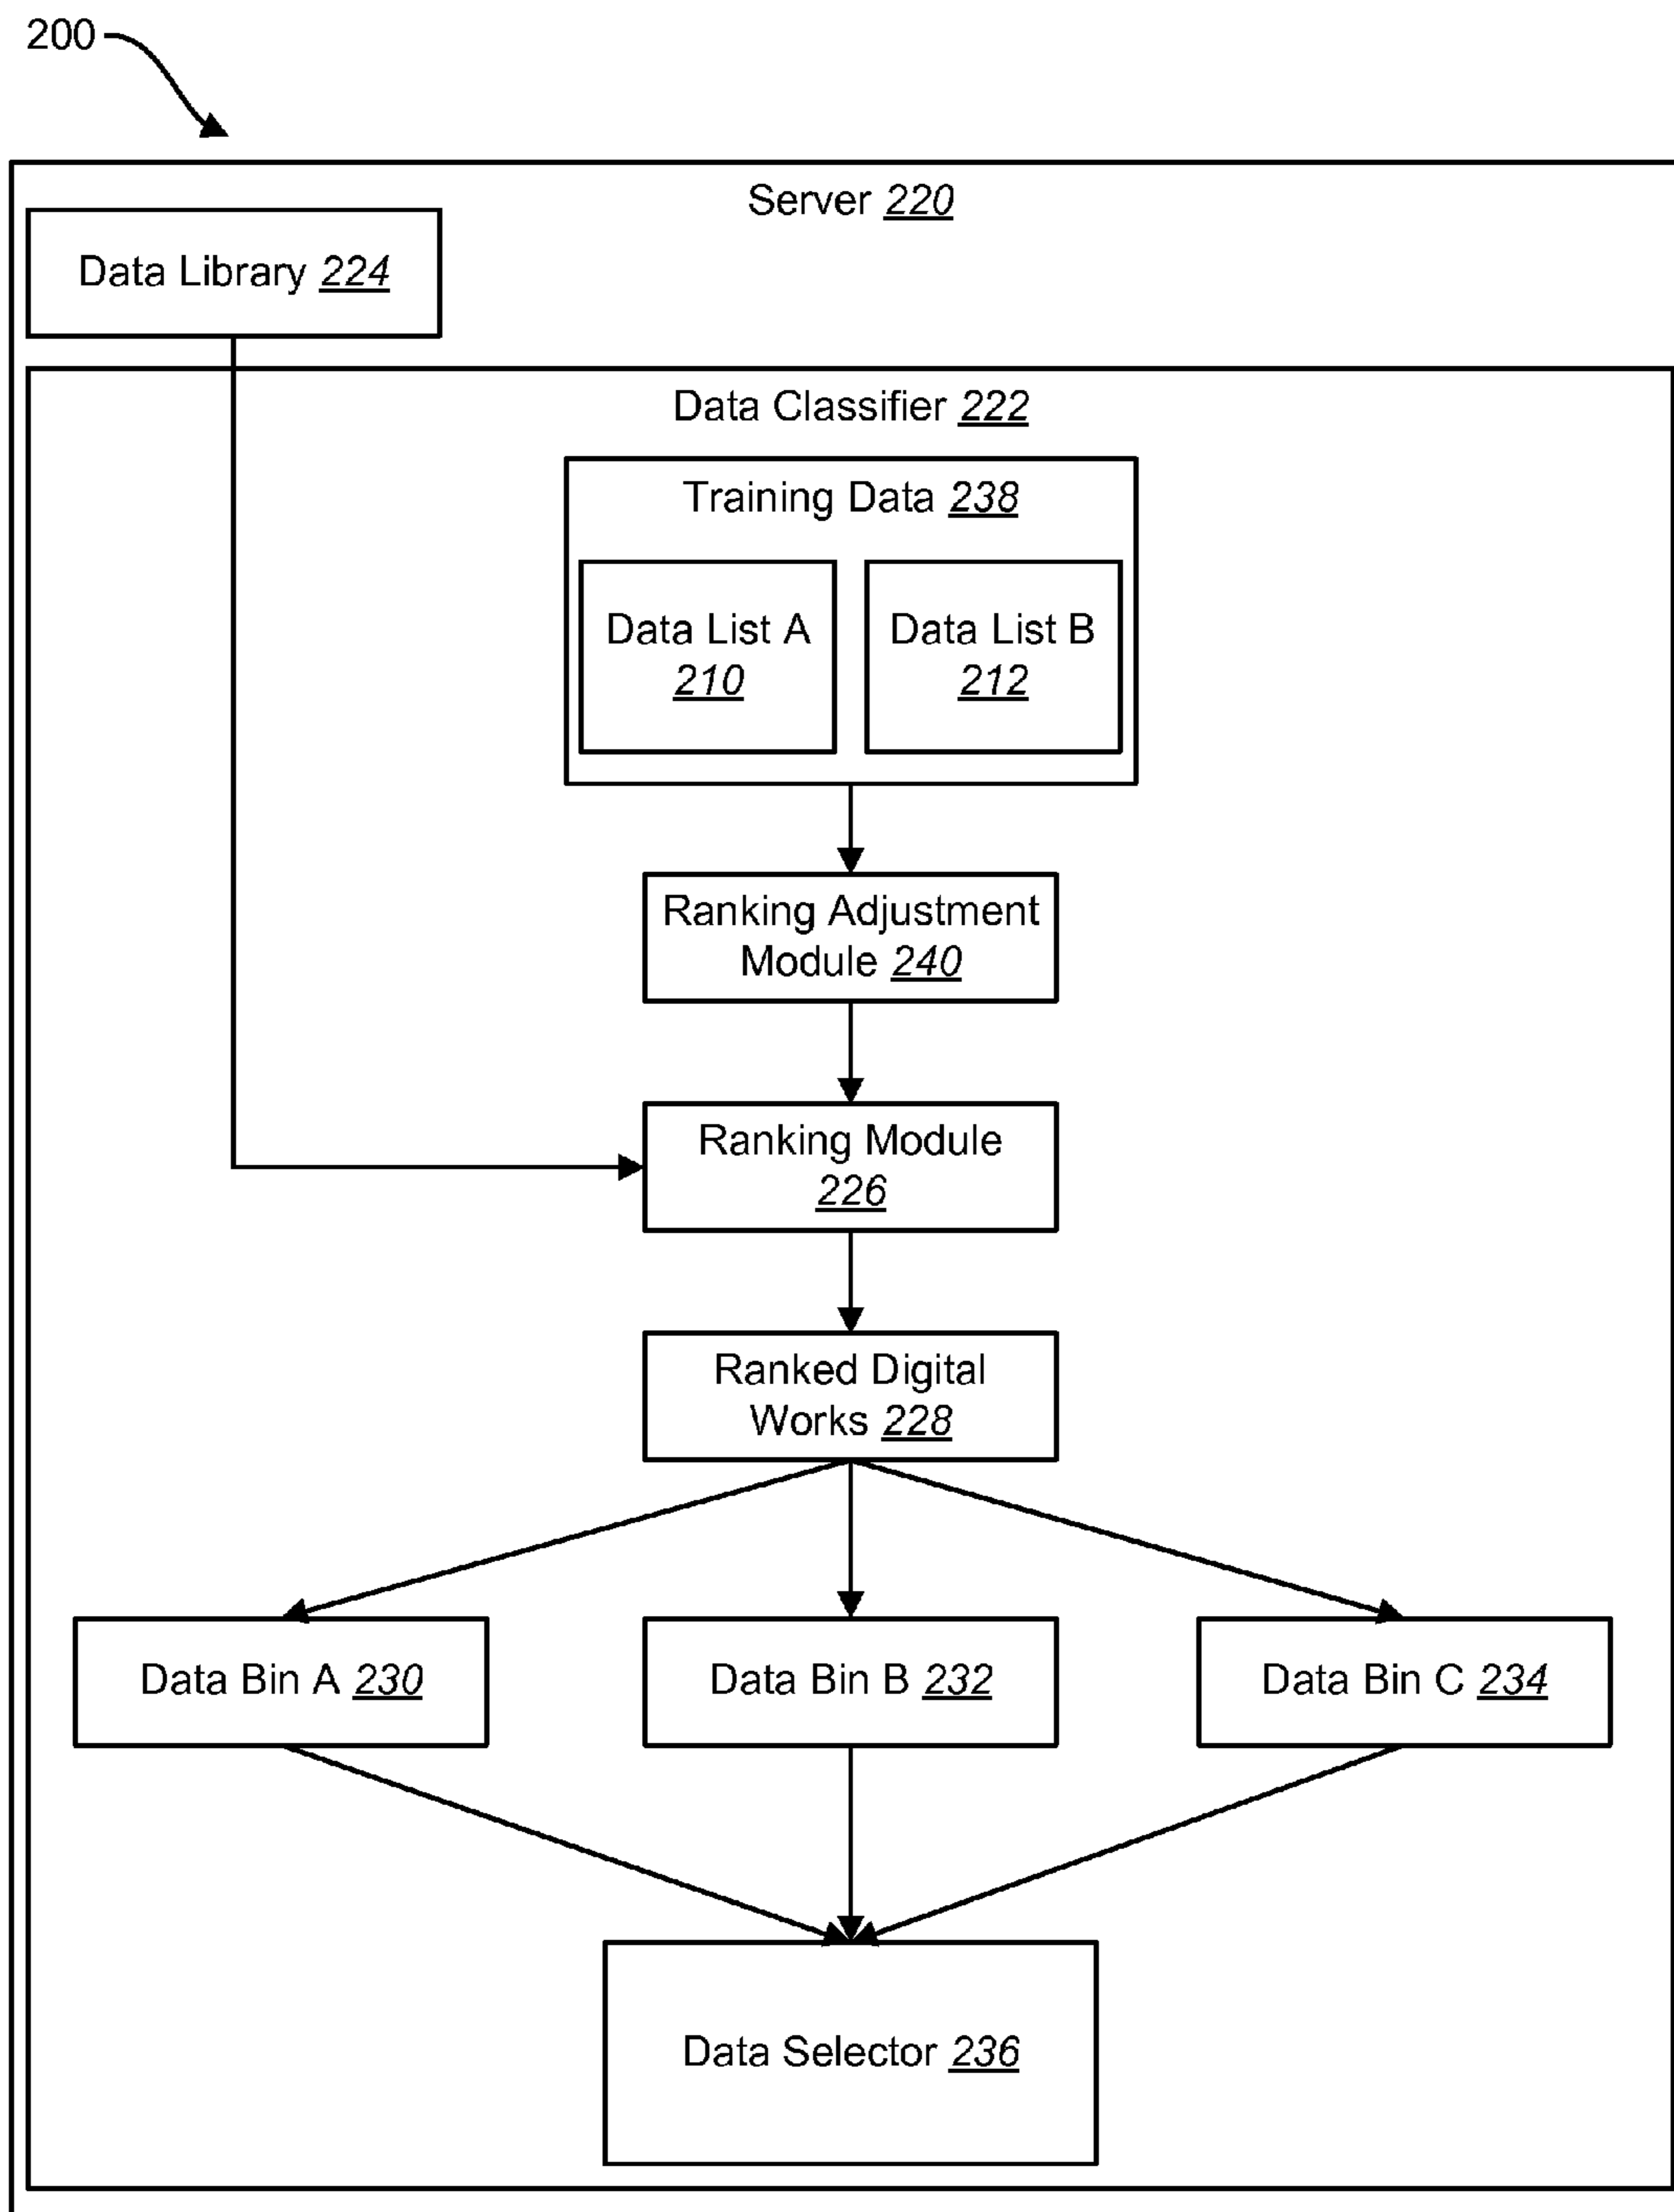 200
Server 220
Data Library 224
Data Classifier 222
Training Data 238
Data List A
210
Data List B
212
Ranking Adjustment
Module 240
Ranking Module
226
Ranked Digital
Works 228
Data Bin A 230
Data Bin B 232
Data Bin C 234
Data Selector 236